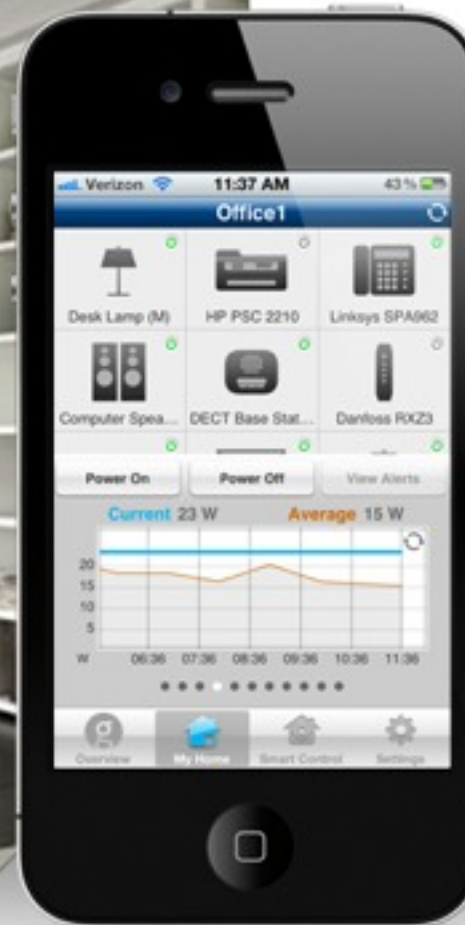 Verizon 11:37 AM 43%
Office1
Desk Lamp (M) HP PSC 2210 Linksys SPA962
Computer Spea... DECT Base Stat... Danfoss RXZ3
Power On Power Off View Alerts
Current 23 W Average 15 W
20
15
10
5
W 06:36 07:36 08:36 09:36 10:36 11:36
Overview My Home Smart Control Settings